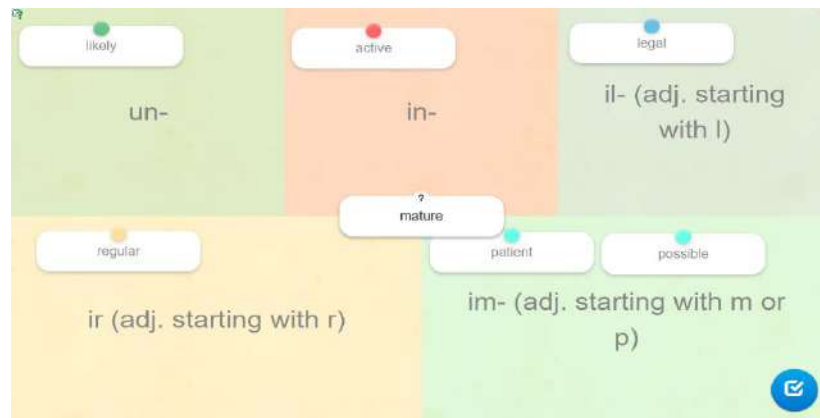 likely
un-
active
in-
legal
il- (adj. starting
with l)
?
mature
regular
ir (adj. starting with r)
patient
possible
im- (adj. starting with m or
p)